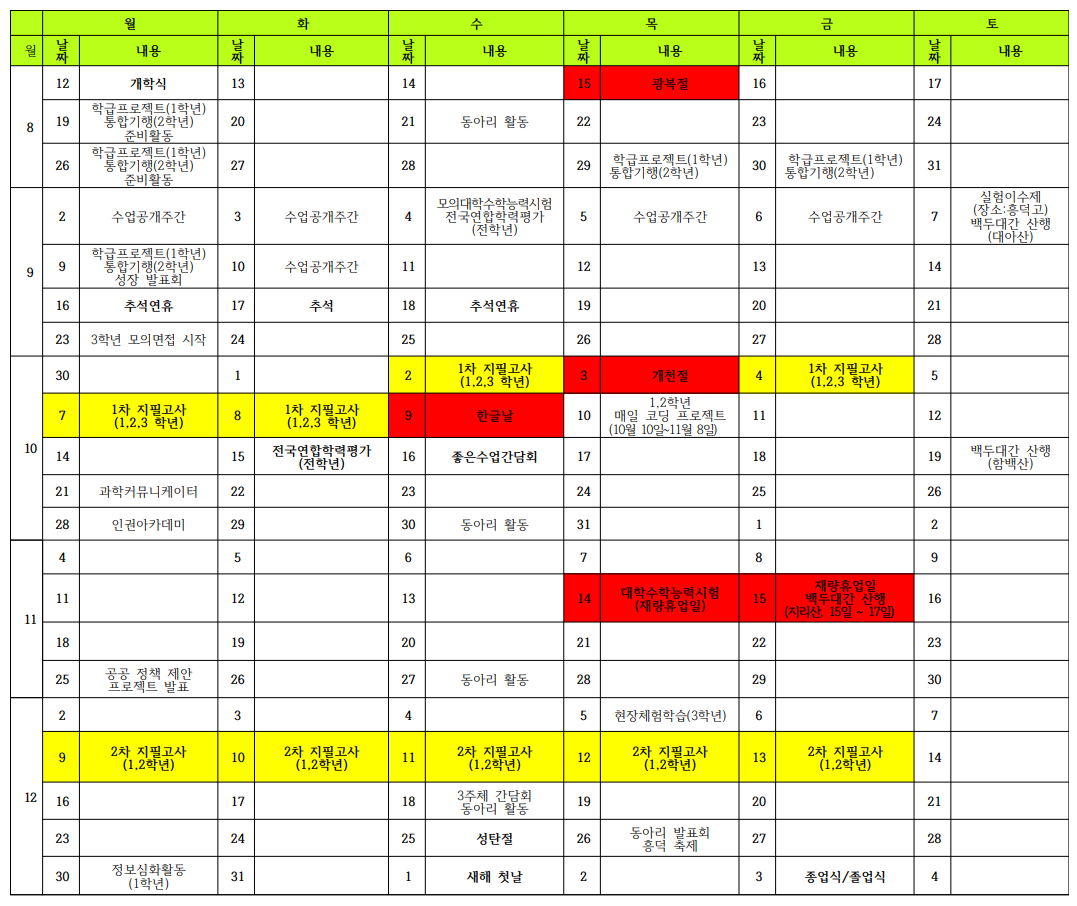 월 화 수 목 금 토
월 날짜 내용 날짜 내용 날짜 내용 날짜 내용 날짜 내용 날짜 내용
8
12 개학식 13 14 15 광복절 16 17
19 학급프로젝트(1학년)
통합기행(2학년)
준비활동
20 21 동아리 활동 22 23 24
26 학급프로젝트(1학년)
통합기행(2학년)
준비활동
27 28 29 학급프로젝트(1학년)
통합기행(2학년)
30 학급프로젝트(1학년)
통합기행(2학년)
31
9
2 수업공개주간 3 수업공개주간 4 모의대학수학능력시험
전국연합학력평가
(전학년)
5 수업공개주간 6 수업공개주간 7 실험이수제
(장소:흥덕고)
백두대간 산행
(대야산)
9 학급프로젝트(1학년)
통합기행(2학년)
성장 발표회
10 수업공개주간 11 12 13 14
16 추석연휴 17 추석 18 추석연휴 19 20 21
23 3학년 모의면접 시작 24 25 26 27 28
10
30 1 2 1차 지필고사
(1,2,3 학년)
3 개천절 4 1차 지필고사
(1,2,3 학년)
5
7 1차 지필고사
(1,2,3 학년)
8 1차 지필고사
(1,2,3 학년)
9 한글날 10 1,2학년
매일 코딩 프로젝트
(10월 10일~11월 8일)
11 12
14 15 전국연합학력평가
(전학년)
16 좋은수업간담회 17 18 19 백두대간 산행
(함백산)
21 과학커뮤니케이터 22 23 24 25 26
28 인권아카데미 29 30 동아리 활동 31 1 2
11
4 5 6 7 8 9
11 12 13 14 대학수학능력시험
(재량휴업일)
15 재량휴업일
백두대간 산행
(지리산, 15일 ~ 17일)
16
18 19 20 21 22 23
25 공공 정책 제안
프로젝트 발표
26 27 동아리 활동 28 29 30
12
2 3 4 5 현장체험학습(3학년) 6 7
9 2차 지필고사
(1,2학년)
10 2차 지필고사
(1,2학년)
11 2차 지필고사
(1,2학년)
12 2차 지필고사
(1,2학년)
13 2차 지필고사
(1,2학년)
14
16 17 18 3주체 간담회
동아리 활동
19 20 21
23 24 25 성탄절 26 동아리 발표회
흥덕 축제
27 28
30 정보심화활동
(1학년)
31 1 새해 첫날 2 3 종업식/졸업식 4